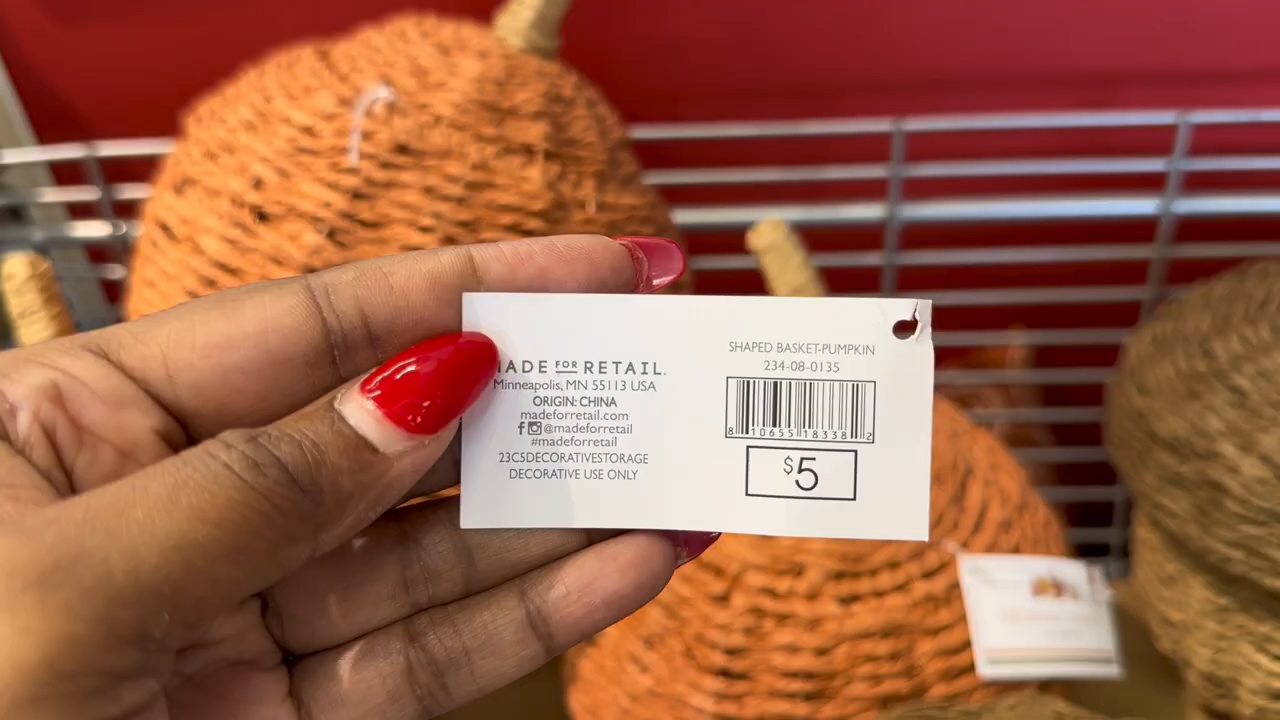 MADE FOR RETAIL.
Minneapolis, MN 55113 USA
ORIGIN: CHINA
madeforretail.com
@madeforretail
#madeforretail
23C5DECORATIVESTORAGE
DECORATIVE USE ONLY
SHAPED BASKET-PUMPKIN
234-08-0135
8 10655 18338 2
$5